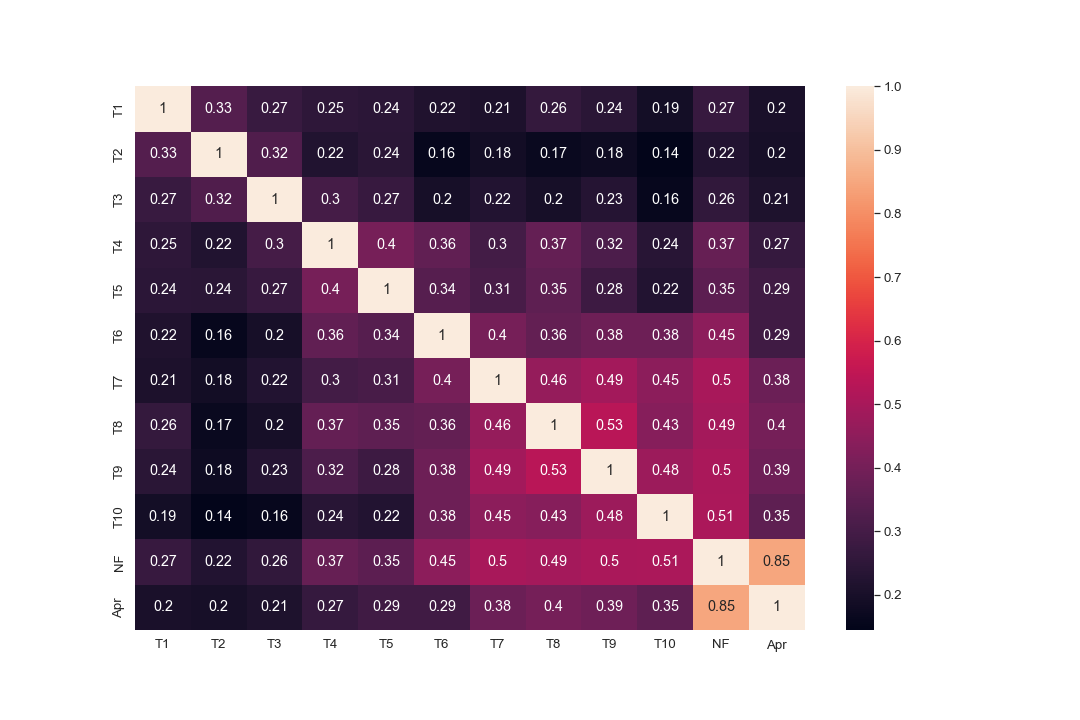 T1 1 0.33 0.27 0.25 0.24 0.22 0.21 0.26 0.24 0.19 0.27 0.2
T2 0.33 1 0.32 0.22 0.24 0.16 0.18 0.17 0.18 0.14 0.22 0.2
T3 0.27 0.32 1 0.3 0.27 0.2 0.22 0.2 0.23 0.16 0.26 0.21
T4 0.25 0.22 0.3 1 0.4 0.36 0.3 0.37 0.32 0.24 0.37 0.27
T5 0.24 0.24 0.27 0.4 1 0.34 0.31 0.35 0.28 0.22 0.35 0.29
T6 0.22 0.16 0.2 0.36 0.34 1 0.4 0.36 0.38 0.38 0.45 0.29
T7 0.21 0.18 0.22 0.3 0.31 0.4 1 0.46 0.49 0.45 0.5 0.38
T8 0.26 0.17 0.2 0.37 0.35 0.36 0.46 1 0.53 0.43 0.49 0.4
T9 0.24 0.18 0.23 0.32 0.28 0.38 0.49 0.53 1 0.48 0.5 0.39
T10 0.19 0.14 0.16 0.24 0.22 0.38 0.45 0.43 0.48 1 0.51 0.35
NF 0.27 0.22 0.26 0.37 0.35 0.45 0.5 0.49 0.5 0.51 1 0.85
Apr 0.2 0.2 0.21 0.27 0.29 0.29 0.38 0.4 0.39 0.35 0.85 1
T1 T2 T3 T4 T5 T6 T7 T8 T9 T10 NF Apr
1.0
0.9
0.8
0.7
0.6
0.5
0.4
0.3
0.2